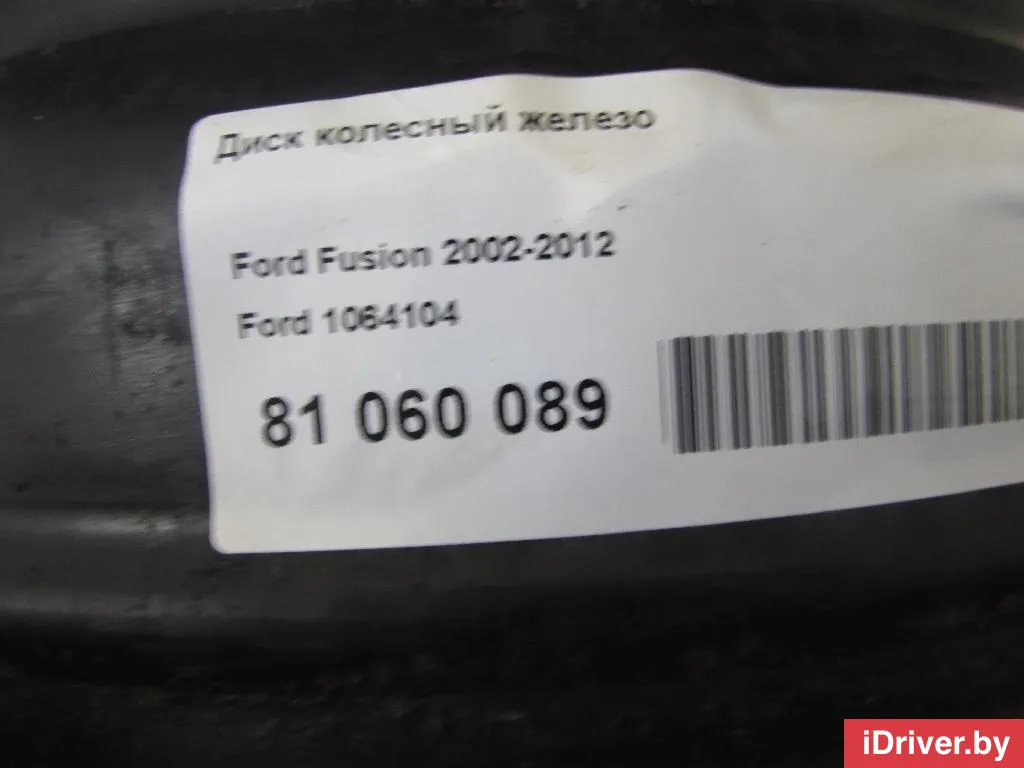 Диск колесный железо
Ford Fusion 2002-2012
Ford 1064104
81 060 089
iDriver.by